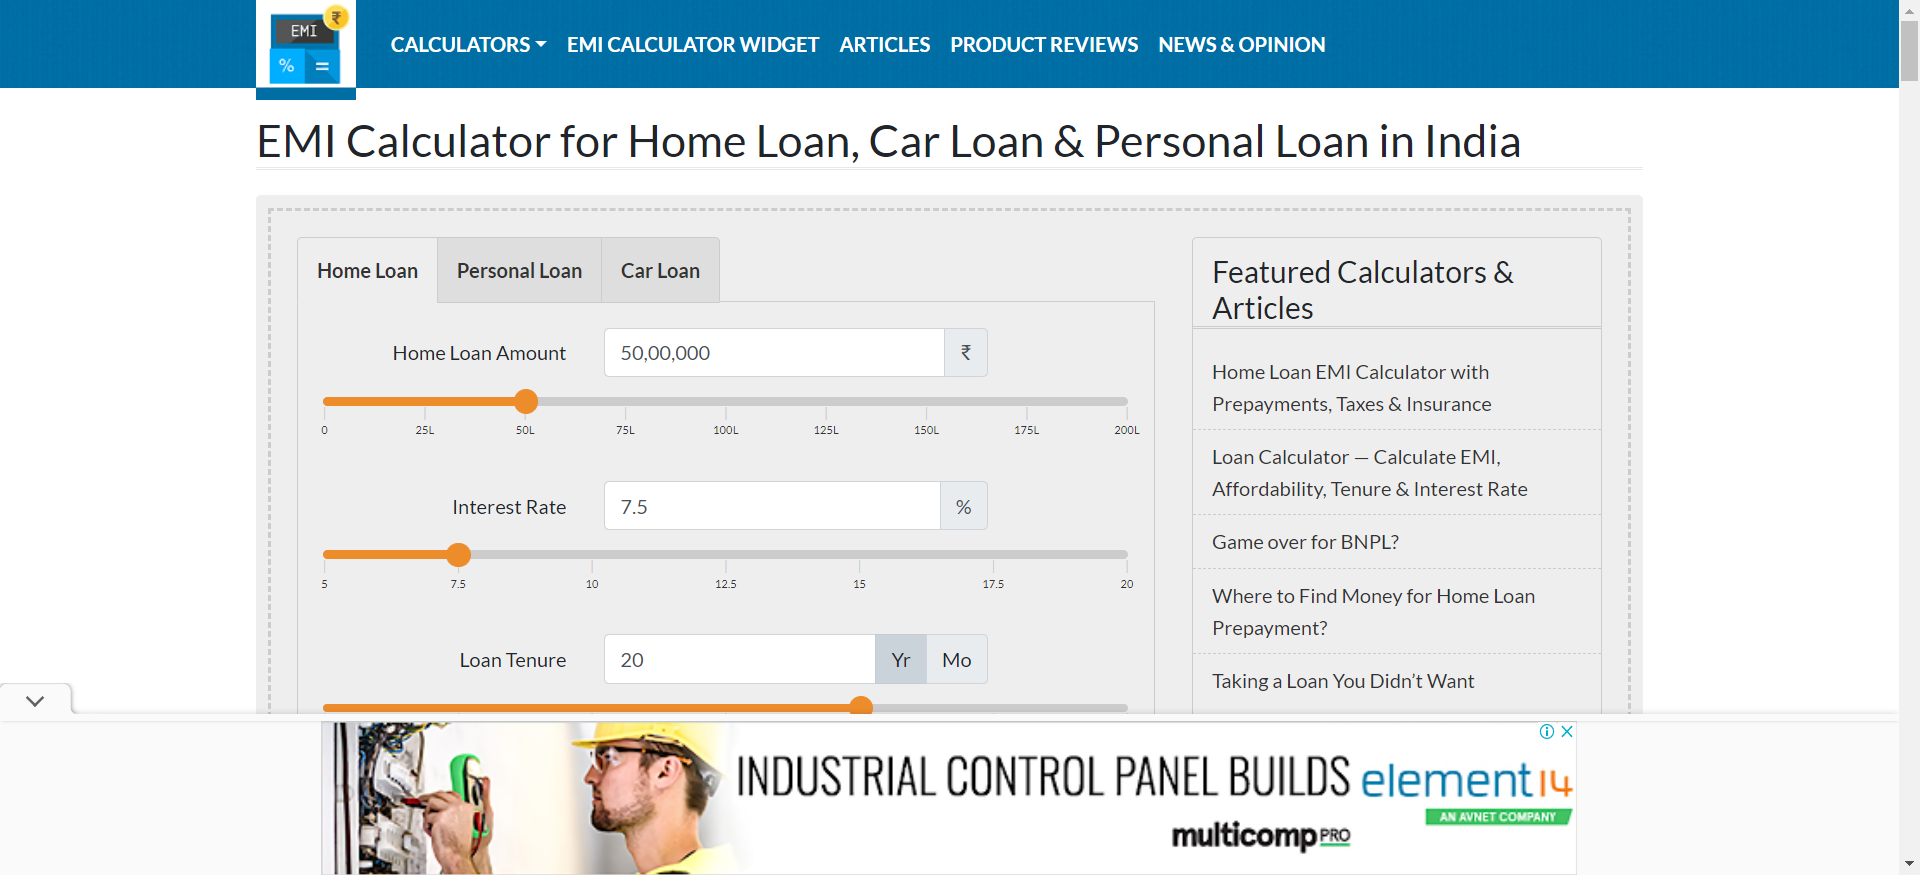 EMI
₹
%
=
CALCULATORS
EMI CALCULATOR WIDGET
ARTICLES
PRODUCT REVIEWS
NEWS & OPINION
EMI Calculator for Home Loan, Car Loan & Personal Loan in India
Home Loan
Personal Loan
Car Loan
Home Loan Amount
50,00,000
₹
0
25L
50L
75L
100L
125L
150L
175L
200L
Interest Rate
7.5
%
5
7.5
10
12.5
15
17.5
20
Loan Tenure
20
Yr
Mo
Featured Calculators &
Articles
Home Loan EMI Calculator with
Prepayments, Taxes & Insurance
Loan Calculator — Calculate EMI,
Affordability, Tenure & Interest Rate
Game over for BNPL?
Where to Find Money for Home Loan
Prepayment?
Taking a Loan You Didn’t Want
INDUSTRIAL CONTROL PANEL BUILDS
multicomp PRO
element14
AN AVNET COMPANY